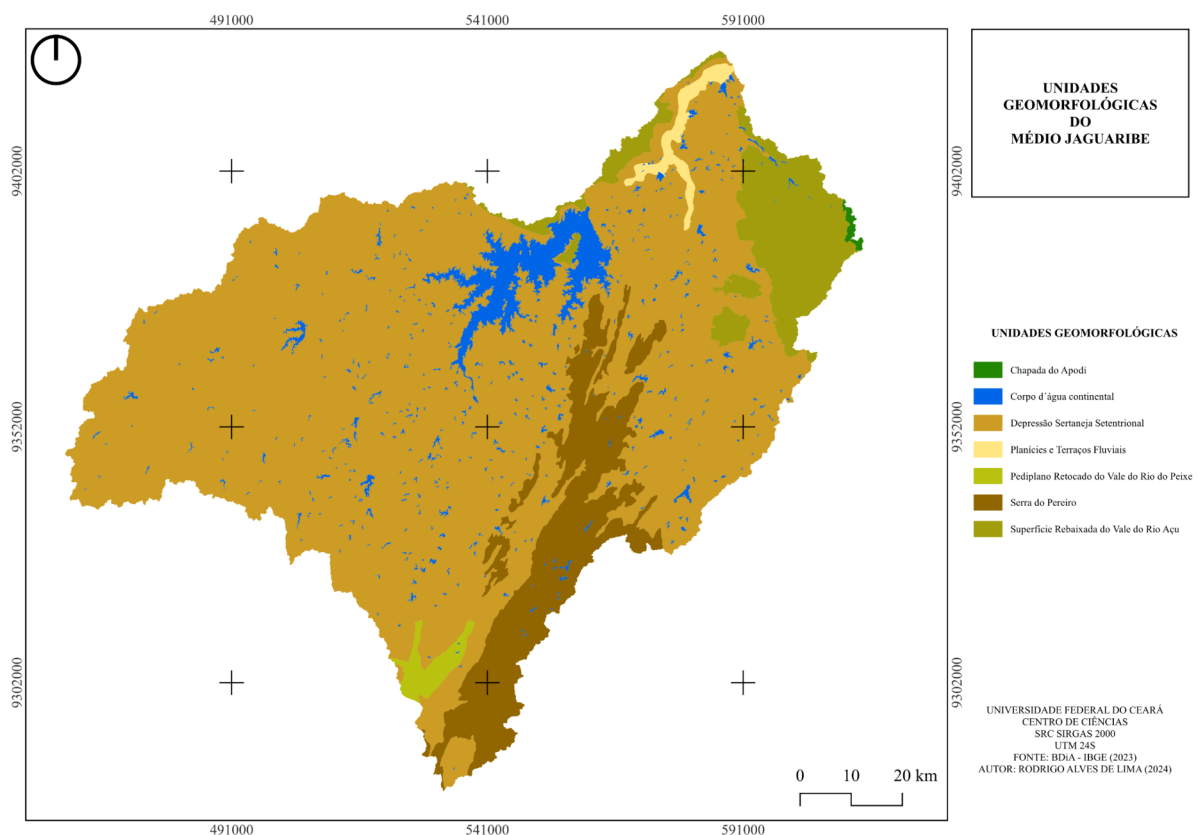 491000
541000
591000
9402000
9352000
9302000
9402000
9352000
9302000
491000
541000
591000
0 10 20 km
UNIDADES
GEOMORFOLÓGICAS
DO
MÉDIO JAGUARIBE
UNIDADES GEOMORFOLÓGICAS
Chapada do Apodi
Corpo d´água continental
Depressão Sertaneja Setentrional
Planícies e Terraços Fluviais
Pediplano Retocado do Vale do Rio do Peixe
Serra do Pereiro
Superfície Rebaixada do Vale do Rio Açu
UNIVERSIDADE FEDERAL DO CEARÁ
CENTRO DE CIÊNCIAS
SRC SIRGAS 2000
UTM 24S
FONTE: BDiA - IBGE (2023)
AUTOR: RODRIGO ALVES DE LIMA (2024)